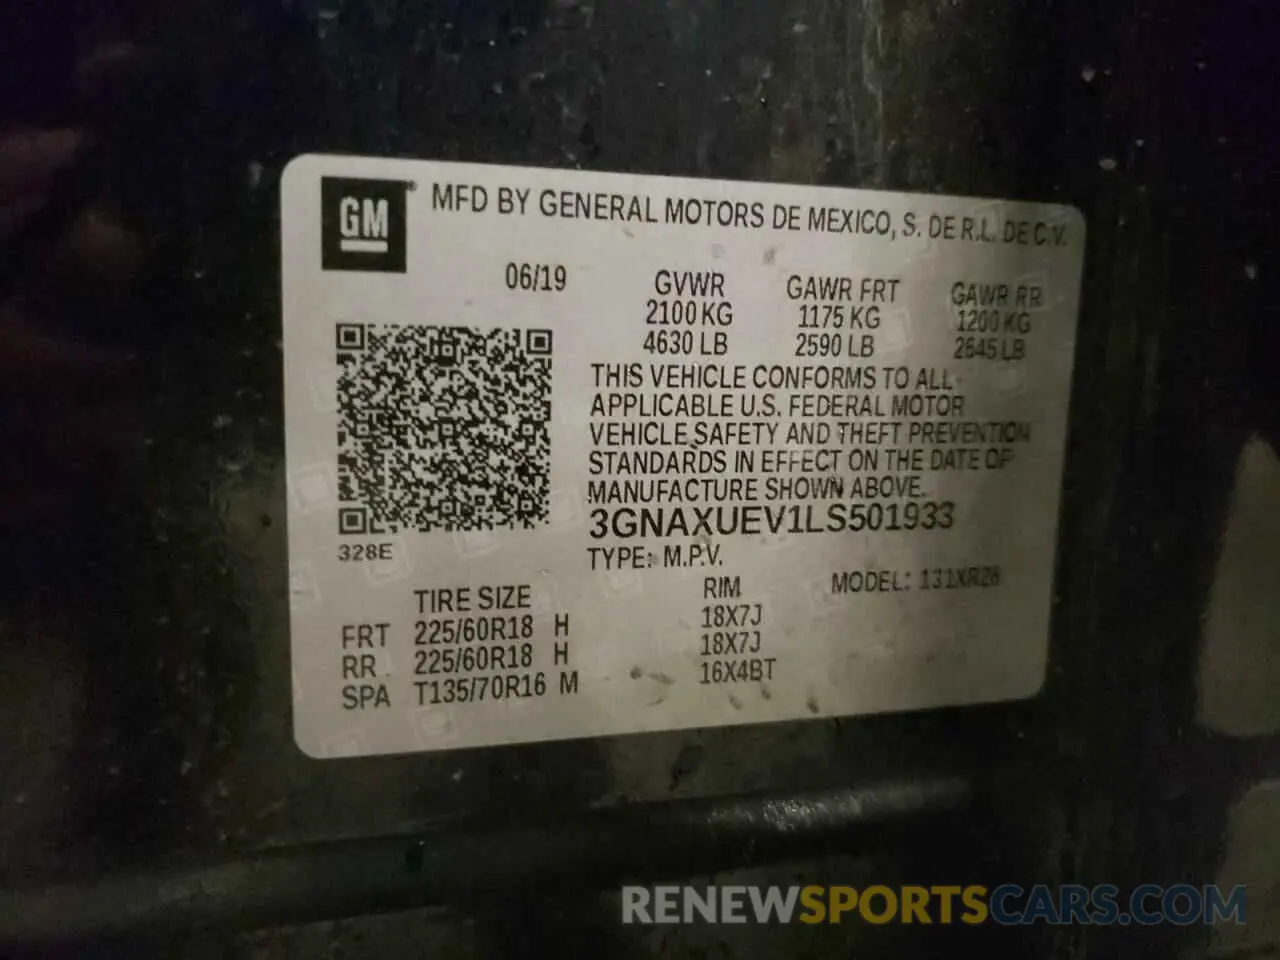 GM ® MFD BY GENERAL MOTORS DE MEXICO, S. DE R.L. DE C.V.
06/19 GVWR GAWR FRT GAWR RR
2100 KG 1175 KG 1200 KG
4630 LB 2590 LB 2645 LB
THIS VEHICLE CONFORMS TO ALL
APPLICABLE U.S. FEDERAL MOTOR
VEHICLE SAFETY AND THEFT PREVENTION
STANDARDS IN EFFECT ON THE DATE OF
MANUFACTURE SHOWN ABOVE.
3GNAXUEV1LS501933
328E
TYPE: M.P.V.
TIRE SIZE RIM MODEL: 131XR26
FRT 225/60R18 H 18X7J
RR 225/60R18 H 18X7J
SPA T135/70R16 M 16X4BT
RENEWSPORTSCARS.COM